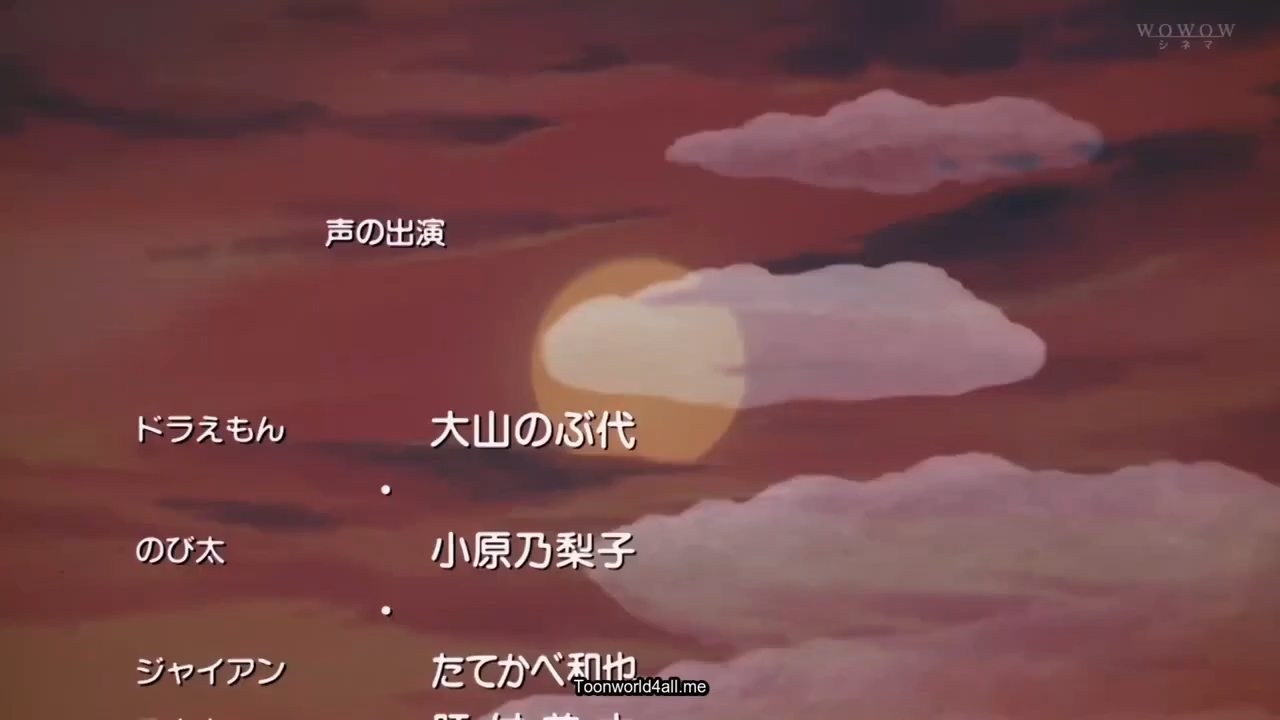 WOWOW
シネマ
声の出演
ドラえもん 大山のぶ代
・
のび太 小原乃梨子
・
ジャイアン たてかべ和也
Toonworld4all.me